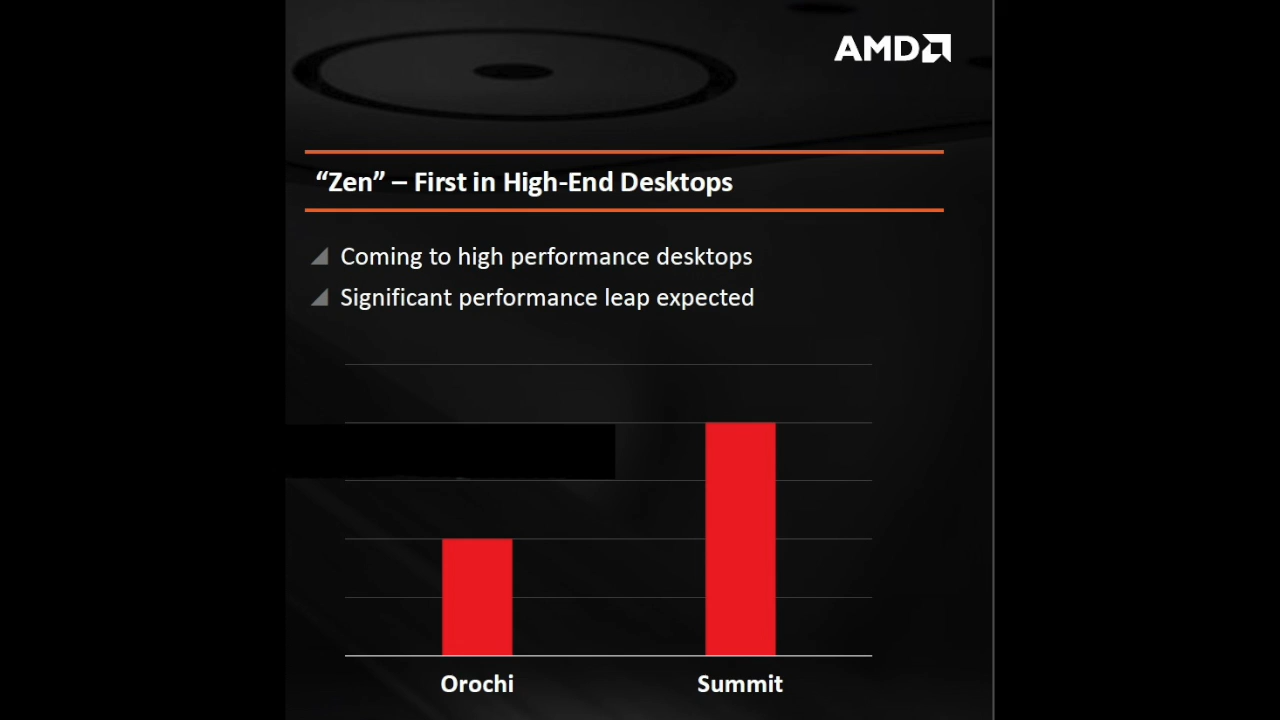 AMD
“Zen” – First in High-End Desktops
Coming to high performance desktops
Significant performance leap expected
Orochi
Summit